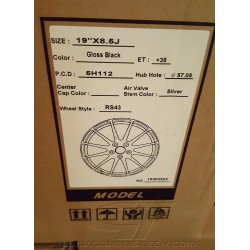 SIZE : 19"X8.5J
Color : Gloss Black ET : +35
P.C.D : 5H112 Hub Hole : ø 57.06
Center Cap Color : Air Valve Stem Color : Silver
Wheel Style : RS43
NO.
MODEL